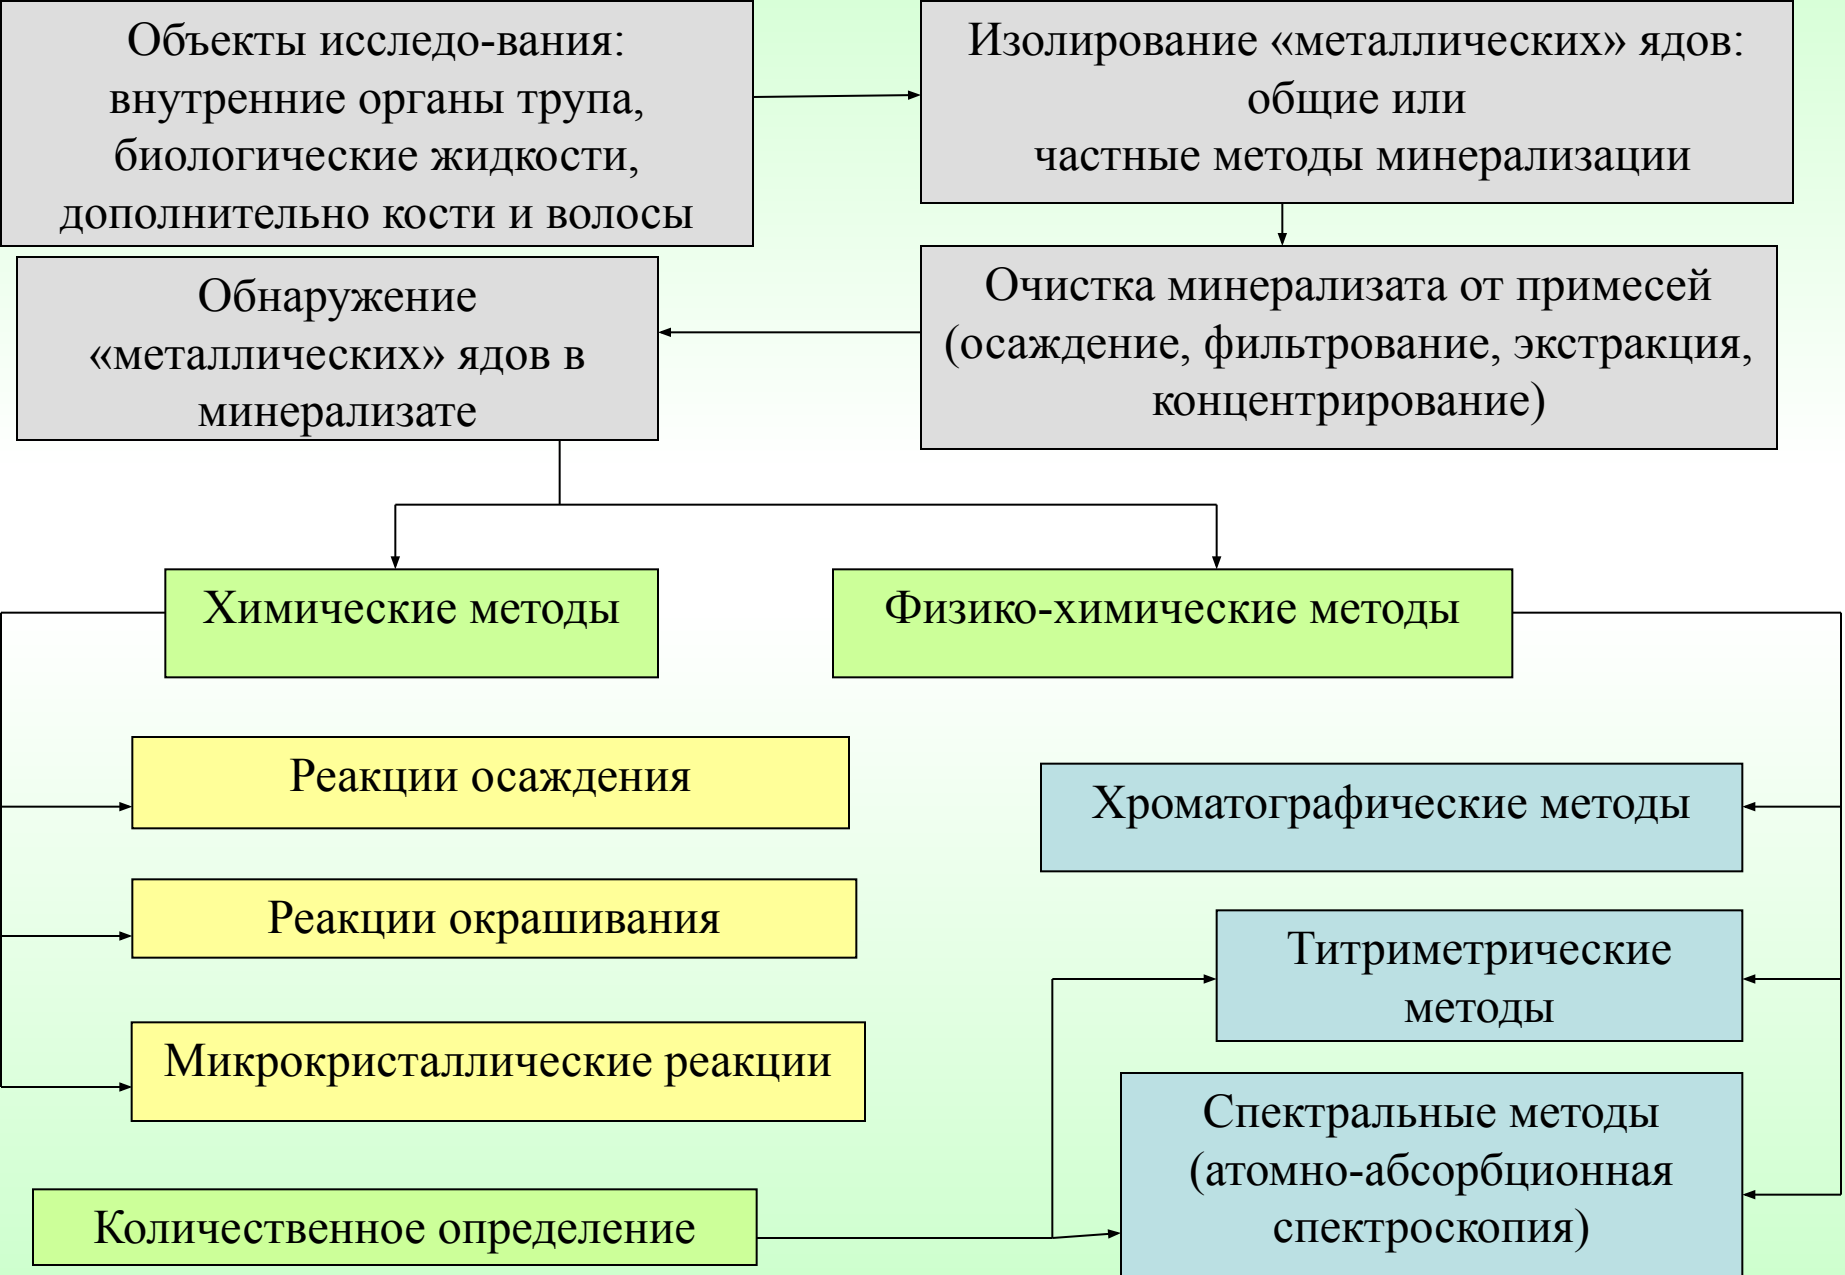 Объекты исследо-вания:
внутренние органы трупа,
биологические жидкости,
дополнительно кости и волосы
Изолирование «металлических» ядов:
общие или
частные методы минерализации
Обнаружение
«металлических» ядов в
минерализате
Очистка минерализата от примесей
(осаждение, фильтрование, экстракция,
концентрирование)
Химические методы
Физико-химические методы
Реакции осаждения
Хроматографические методы
Реакции окрашивания
Титриметрические
методы
Микрокристаллические реакции
Спектральные методы
(атомно-абсорбционная
спектроскопия)
Количественное определение